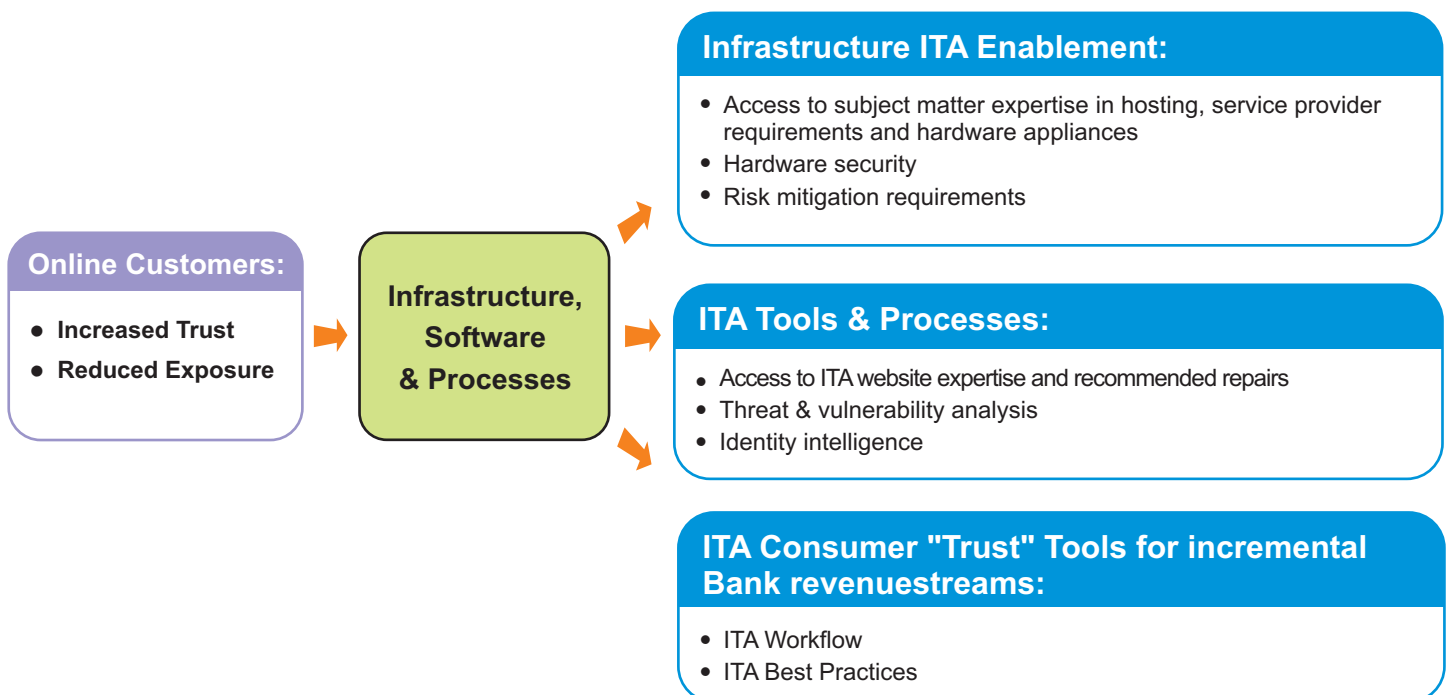 Online Customers:
• Increased Trust
• Reduced Exposure
Infrastructure,
Software
& Processes
Infrastructure ITA Enablement:
• Access to subject matter expertise in hosting, service provider
requirements and hardware appliances
• Hardware security
• Risk mitigation requirements
ITA Tools & Processes:
• Access to ITA website expertise and recommended repairs
• Threat & vulnerability analysis
• Identity intelligence
ITA Consumer "Trust" Tools for incremental
Bank revenuestreams:
• ITA Workflow
• ITA Best Practices